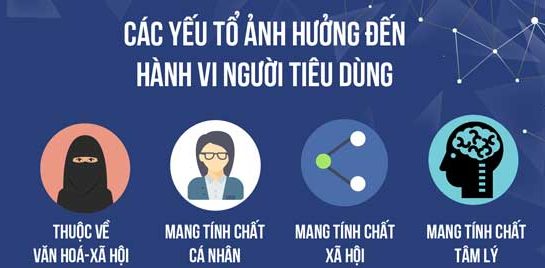 CÁC YẾU TỐ ẢNH HƯỞNG ĐẾN
HÀNH VI NGƯỜI TIÊU DÙNG
THUỘC VỀ
VĂN HOÁ-XÃ HỘI
MANG TÍNH CHẤT
CÁ NHÂN
MANG TÍNH CHẤT
XÃ HỘI
MANG TÍNH CHẤT
TÂM LÝ